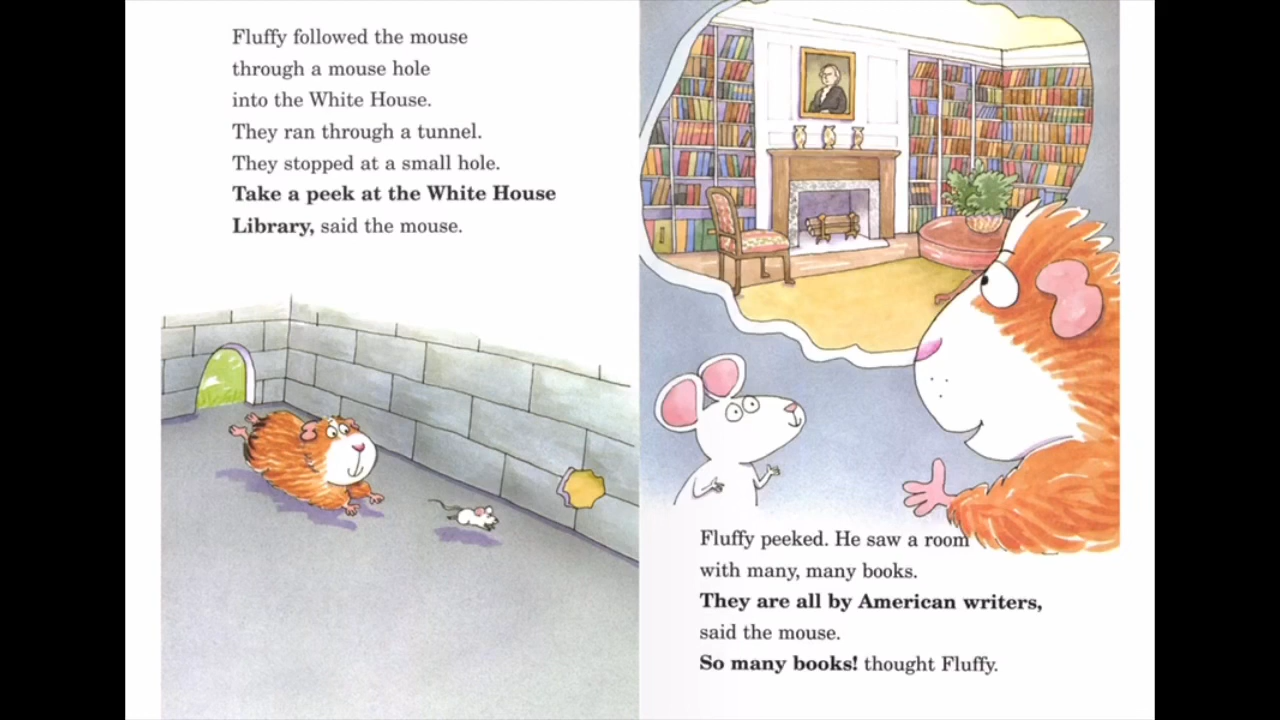 Fluffy followed the mouse
through a mouse hole
into the White House.
They ran through a tunnel.
They stopped at a small hole.
Take a peek at the White House
Library, said the mouse.
Fluffy peeked. He saw a room
with many, many books.
They are all by American writers,
said the mouse.
So many books! thought Fluffy.